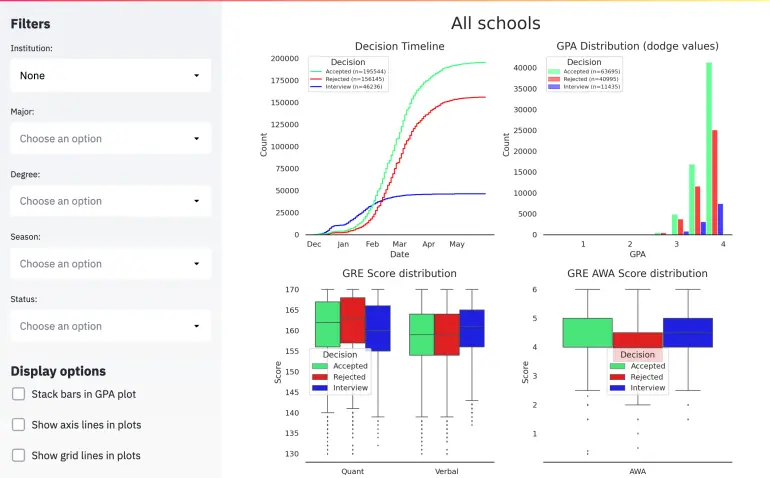 Filters
Institution:
None
Major:
Choose an option
Degree:
Choose an option
Season:
Choose an option
Status:
Choose an option
Display options
Stack bars in GPA plot
Show axis lines in plots
Show grid lines in plots
All schools
Decision Timeline
200000
175000
150000
125000
100000
75000
50000
25000
0
Count
Decision
Accepted (n=195544)
Rejected (n=156145)
Interview (n=46236)
Dec Jan Feb Mar Apr May
Date
GPA Distribution (dodge values)
40000
35000
30000
25000
20000
15000
10000
5000
0
Count
Decision
Accepted (n=63695)
Rejected (n=40995)
Interview (n=11435)
1 2 3 4
GPA
GRE Score distribution
170
165
160
155
150
145
140
135
130
Score
Decision
Accepted
Rejected
Interview
Quant Verbal
GRE AWA Score distribution
6
5
4
3
2
1
Score
Decision
Accepted
Rejected
Interview
AWA